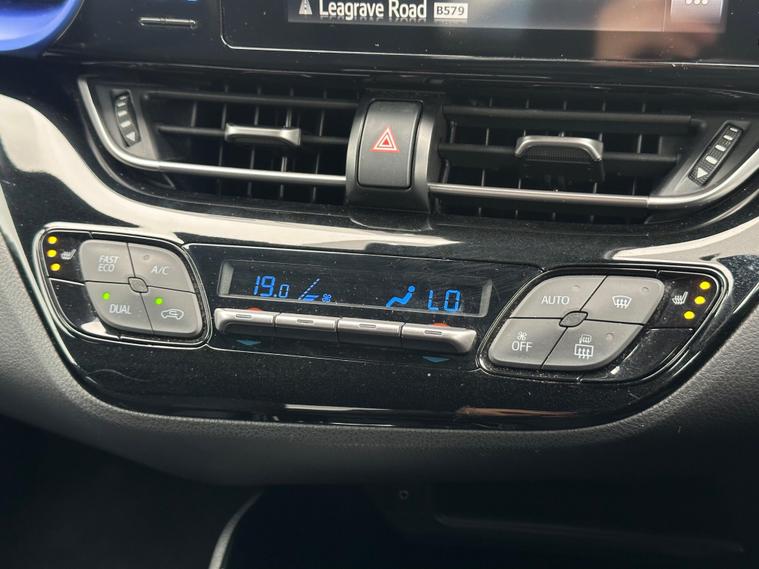 Leagrave Road B579
FAST
ECO
A/C
DUAL
19.0
LO
AUTO
OFF